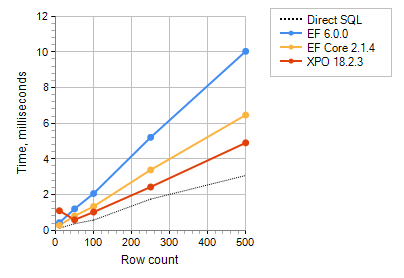 Time, milliseconds
12
10
8
6
4
2
0
0 100 200 300 400 500
Row count
Direct SQL
EF 6.0.0
EF Core 2.1.4
XPO 18.2.3